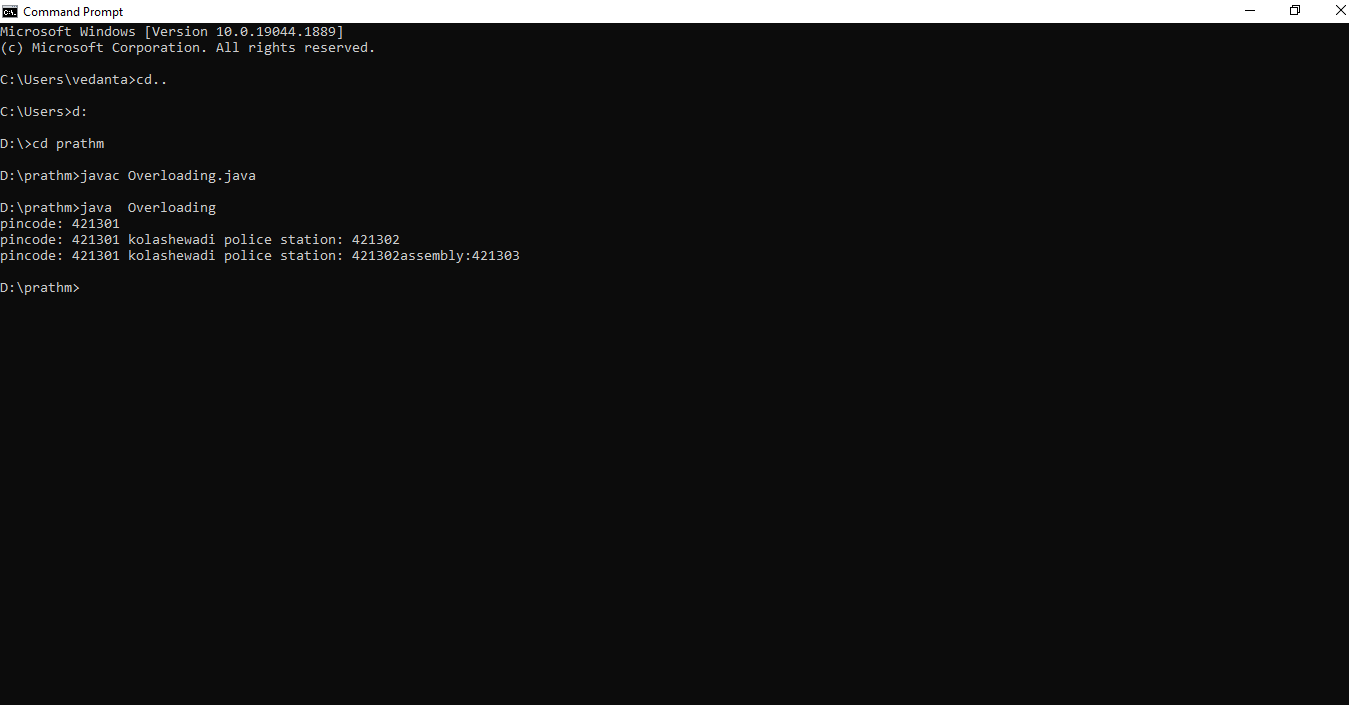 Command Prompt
Microsoft Windows [Version 10.0.19044.1889]
(c) Microsoft Corporation. All rights reserved.
C:\Users\vedanta>cd..
C:\Users>d:
D:\>cd prathm
D:\prathm>javac Overloading.java
D:\prathm>java  Overloading
pincode: 421301
pincode: 421301 kolashewadi police station: 421302
pincode: 421301 kolashewadi police station: 421302assembly:421303
D:\prathm>